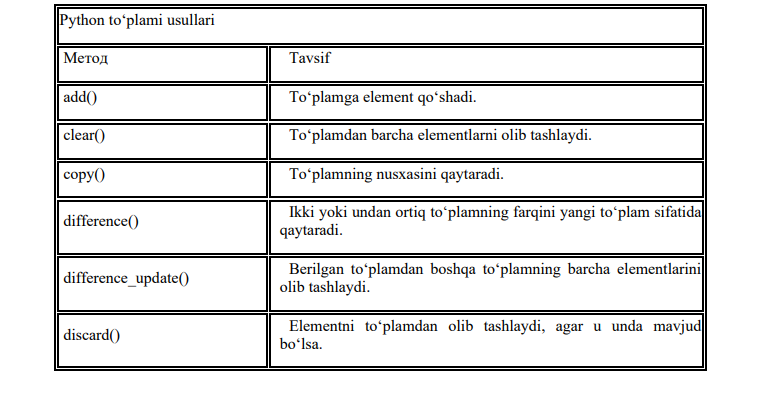 Python to‘plami usullari
Метод
Tavsif
add()
To‘plamga element qo‘shadi.
clear()
To‘plamdan barcha elementlarni olib tashlaydi.
copy()
To‘plamning nusxasini qaytaradi.
difference()
Ikki yoki undan ortiq to‘plamning farqini yangi to‘plam sifatida
qaytaradi.
difference_update()
Berilgan to‘plamdan boshqa to‘plamning barcha elementlarini
olib tashlaydi.
discard()
Elementni to‘plamdan olib tashlaydi, agar u unda mavjud
bo‘lsa.